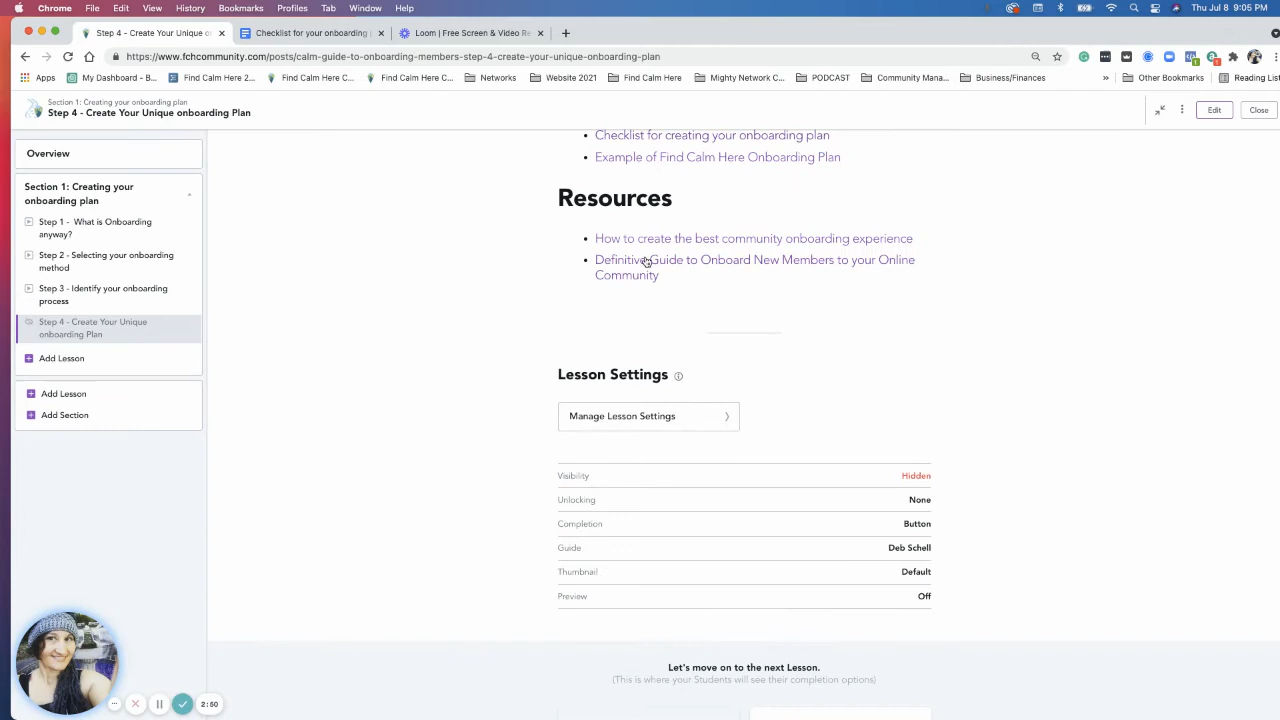 Chrome File Edit View History Bookmarks Profiles Tab Window Help Thu Jul 8 9:05 PM
Step 4 - Create Your Unique o Checklist for your onboarding p Loom | Free Screen & Video Re
https://www.fchcommunity.com/posts/calm-guide-to-onboarding-members-step-4-create-your-unique-onboarding-plan
Apps My Dashboard - B... Find Calm Here 2... Find Calm Here C... Find Calm Here C... Networks Website 2021 Find Calm Here Mighty Network C... PODCAST Community Mana... Business/Finances » Other Bookmarks Reading List
Section 1: Creating your onboarding plan
Step 4 - Create Your Unique onboarding Plan
Edit
Close
Overview
Section 1: Creating your
onboarding plan
Step 1 - What is Onboarding
anyway?
Step 2 - Selecting your onboarding
method
Step 3 - Identify your onboarding
process
Step 4 - Create Your Unique
onboarding Plan
Add Lesson
Add Lesson
Add Section
• Checklist for creating your onboarding plan
• Example of Find Calm Here Onboarding Plan
Resources
• How to create the best community onboarding experience
• Definitive Guide to Onboard New Members to your Online
Community
Lesson Settings
Manage Lesson Settings
Visibility Hidden
Unlocking None
Completion Button
Guide Deb Schell
Thumbnail Default
Preview Off
Let's move on to the next Lesson.
(This is where your Students will see their completion options)
2:50